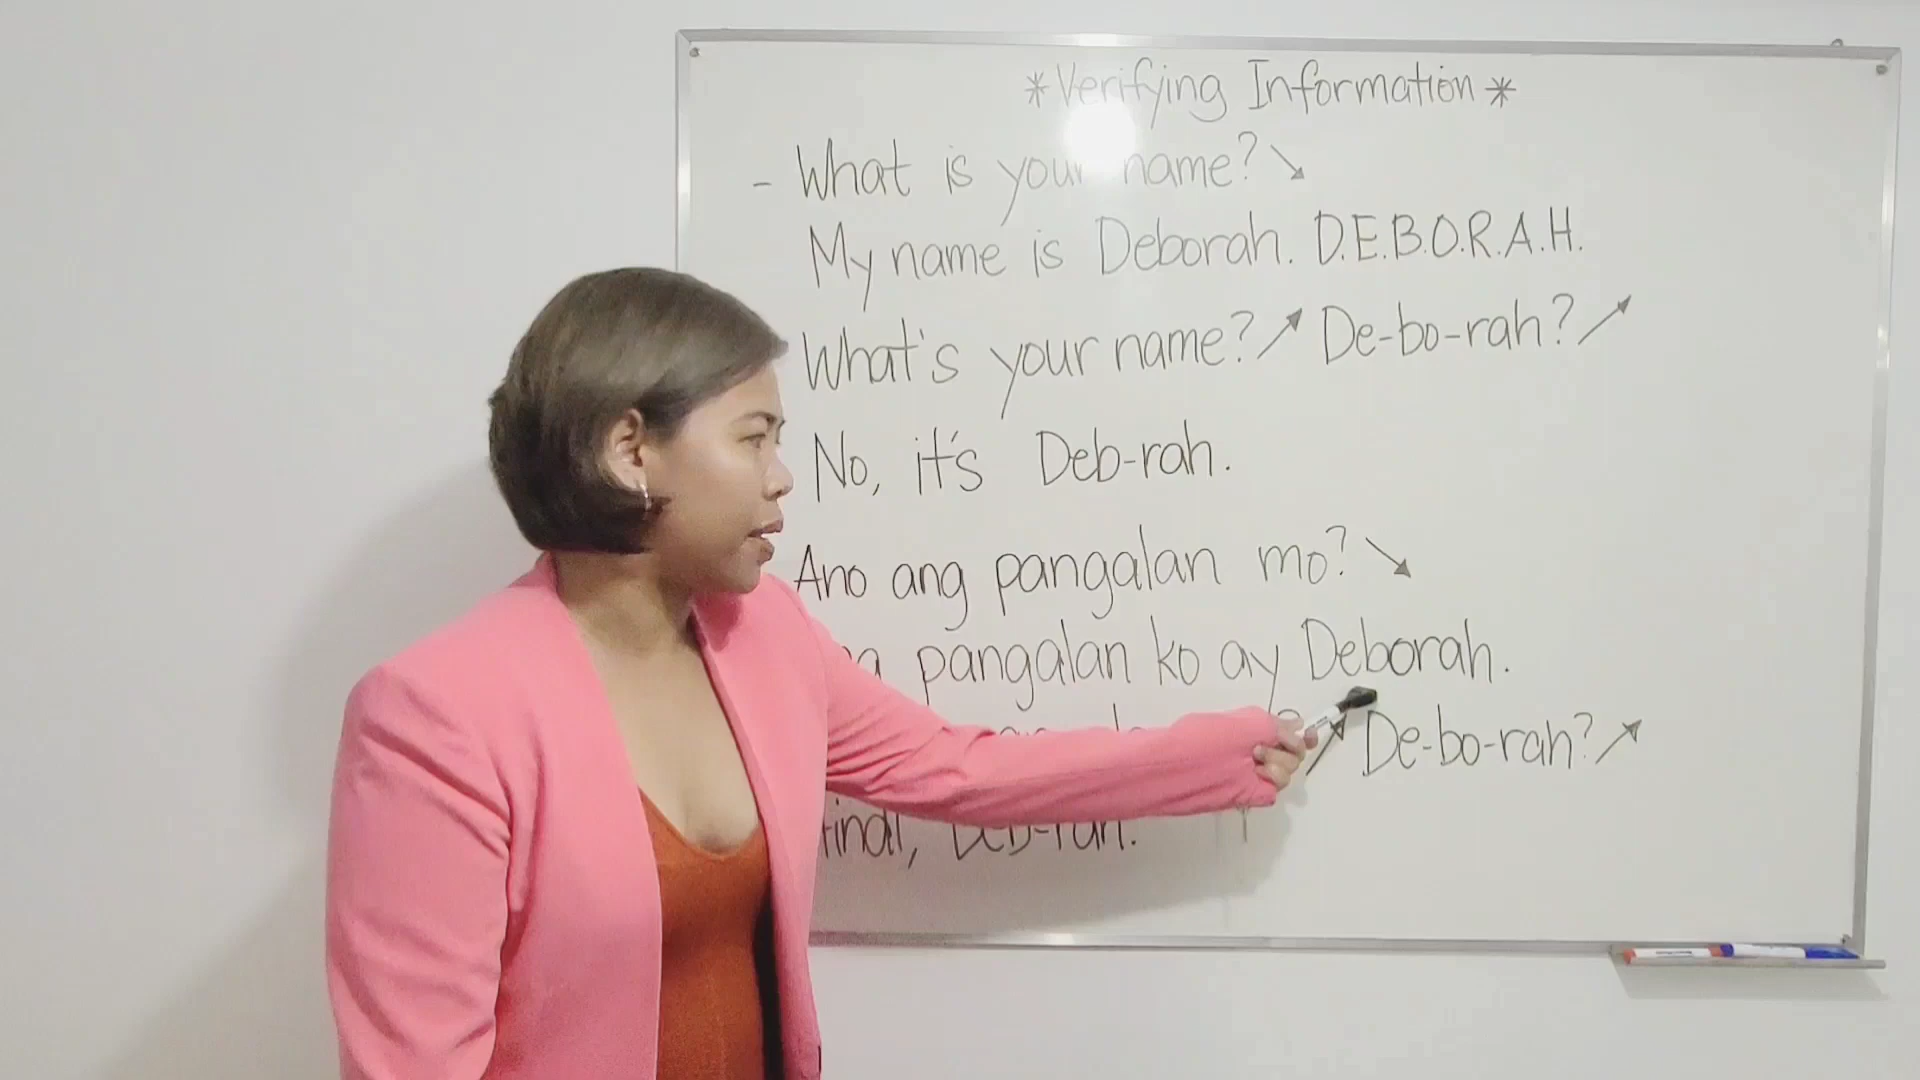 *Verifying Information*
- What is your name? ↘
My name is Deborah. D.E.B.O.R.A.H.
What's your name? ↗ De-bo-rah? ↗
No, it's Deb-rah.
Ano ang pangalan mo? ↘
pangalan ko ay Deborah.
↗ De-bo-rah? ↗
Deb-rah.